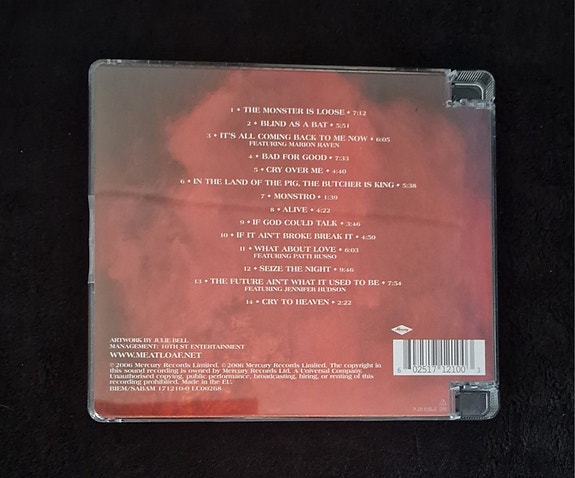 1 • THE MONSTER IS LOOSE • 7:12
2 • BLIND AS A BAT • 5:51
3 • IT'S ALL COMING BACK TO ME NOW • 6:05
FEATURING MARION RAVEN
4 • BAD FOR GOOD • 7:33
5 • CRY OVER ME • 4:40
6 • IN THE LAND OF THE PIG, THE BUTCHER IS KING • 5:38
7 • MONSTRO • 1:39
8 • ALIVE • 4:22
9 • IF GOD COULD TALK • 3:46
10 • IF IT AIN'T BROKE BREAK IT • 4:50
11 • WHAT ABOUT LOVE • 6:03
FEATURING PATTI RUSSO
12 • SEIZE THE NIGHT • 9:46
13 • THE FUTURE AIN'T WHAT IT USED TO BE • 7:54
FEATURING JENNIFER HUDSON
14 • CRY TO HEAVEN • 2:22
ARTWORK BY JULIE BELL
MANAGEMENT: 10TH ST ENTERTAINMENT
WWW.MEATLOAF.NET
℗ 2006 Mercury Records Limited. © 2006 Mercury Records Limited. The copyright in
this sound recording is owned by Mercury Records Ltd. A Universal Company.
Unauthorised copying, public performance, broadcasting, hiring, or renting of this
recording prohibited. Made in the EU.
BIEM/SABAM 171210-0 LC00268
6 02517 12100 3